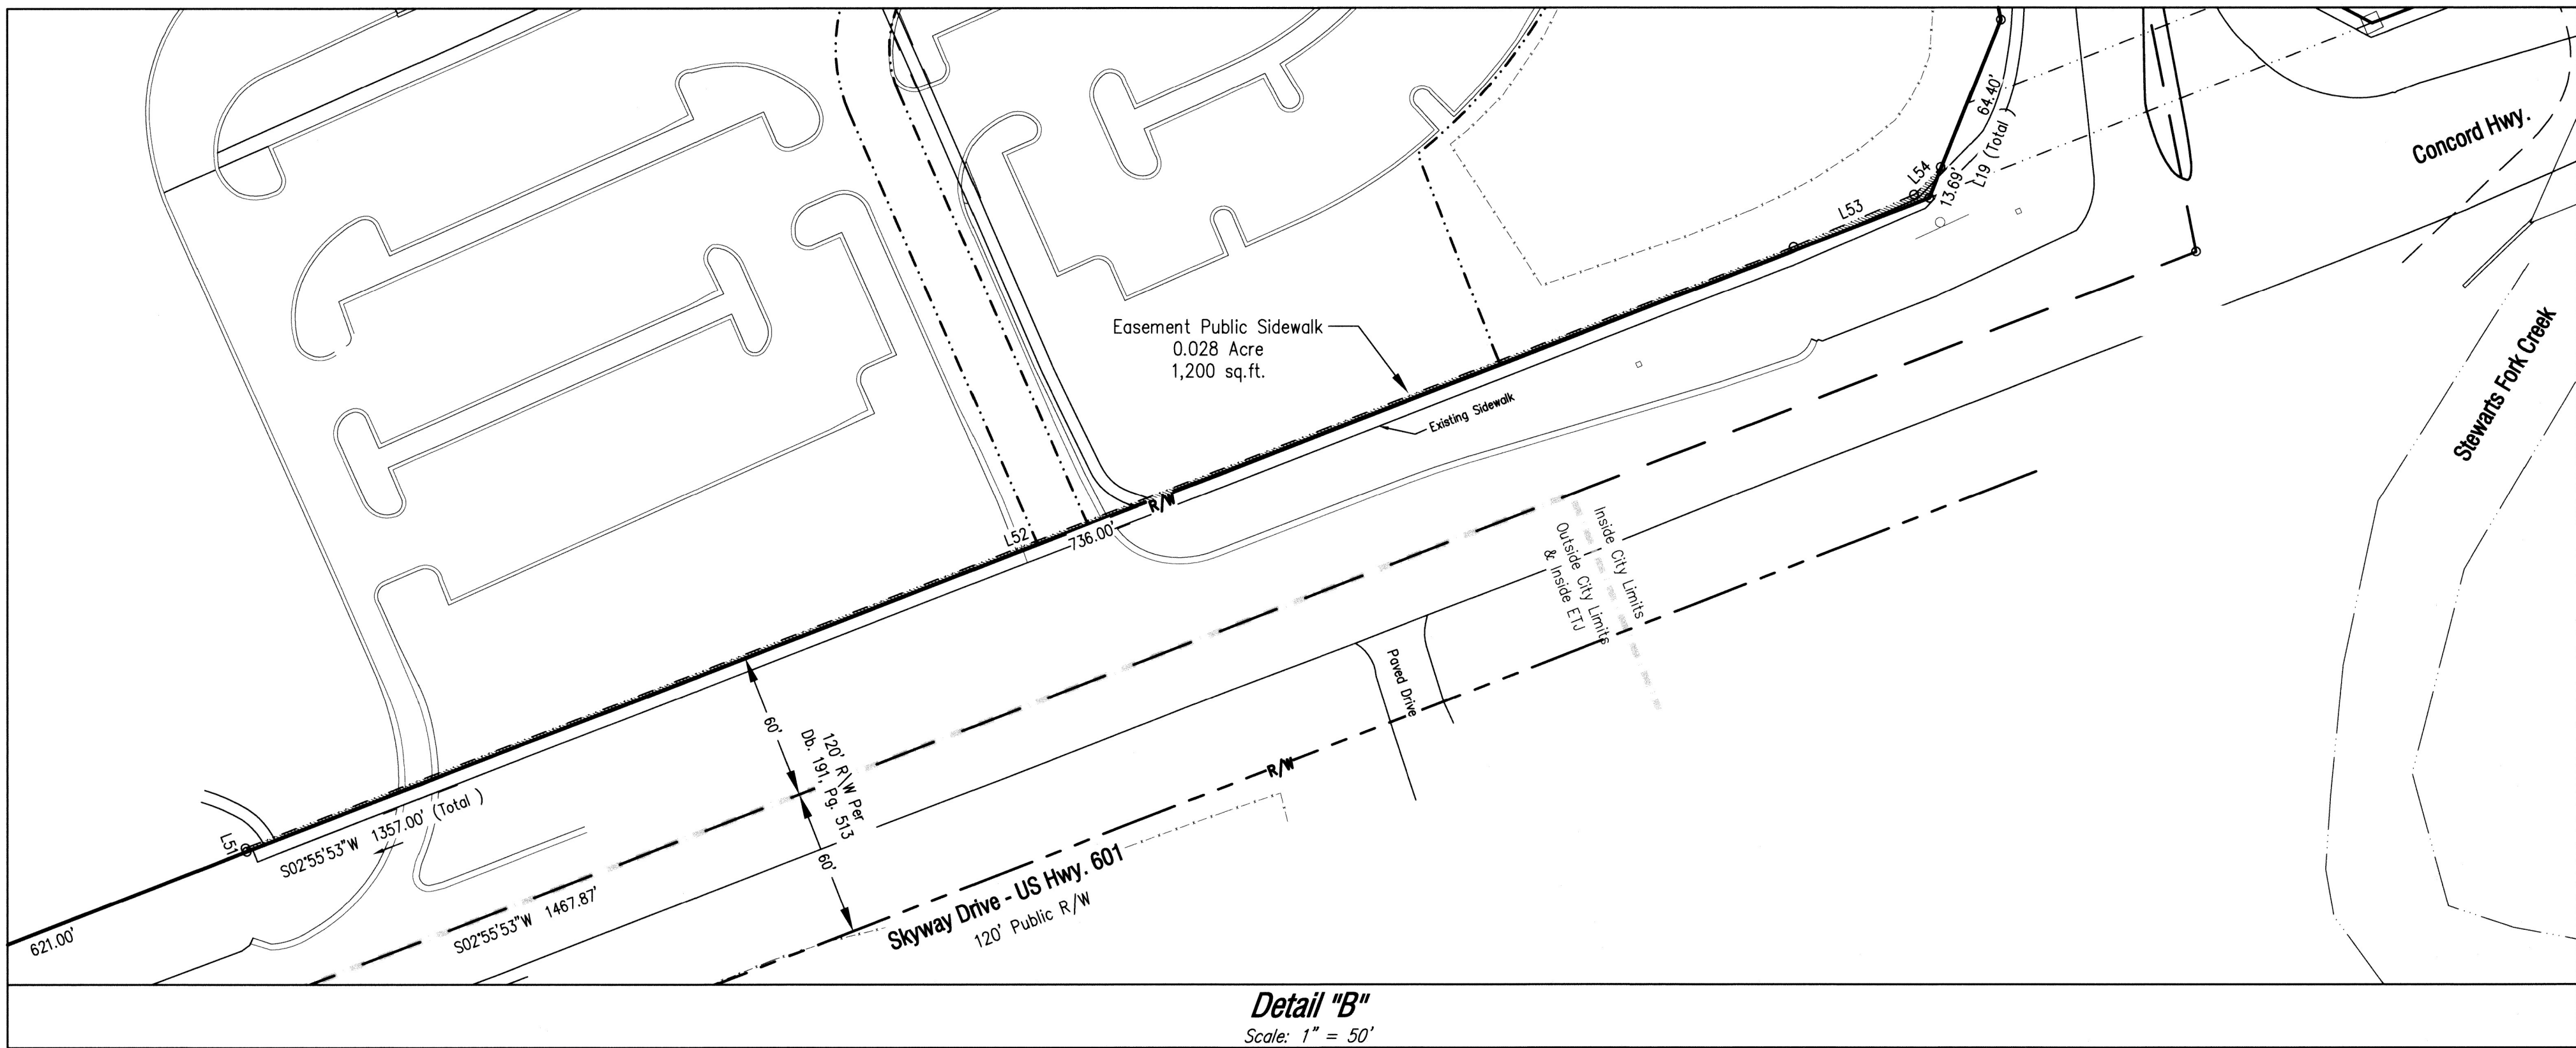 64.40'
L19 (Total )
Concord Hwy.
L54
13.69'
L53
Easement Public Sidewalk
0.028 Acre
1,200 sq.ft.
Existing Sidewalk
Stewarts Fork Creek
R/W
L52
736.00'
Inside City Limits
Outside City Limits
& Inside ETJ
Paved Drive
60'
120' R\W Per
Db. 191, Pg. 513
60'
R/W
L51
S02°55'53"W 1357.00' (Total )
S02°55'53"W 1467.87'
621.00'
Skyway Drive - US Hwy. 601
120' Public R/W
Detail "B"
Scale: 1" = 50'